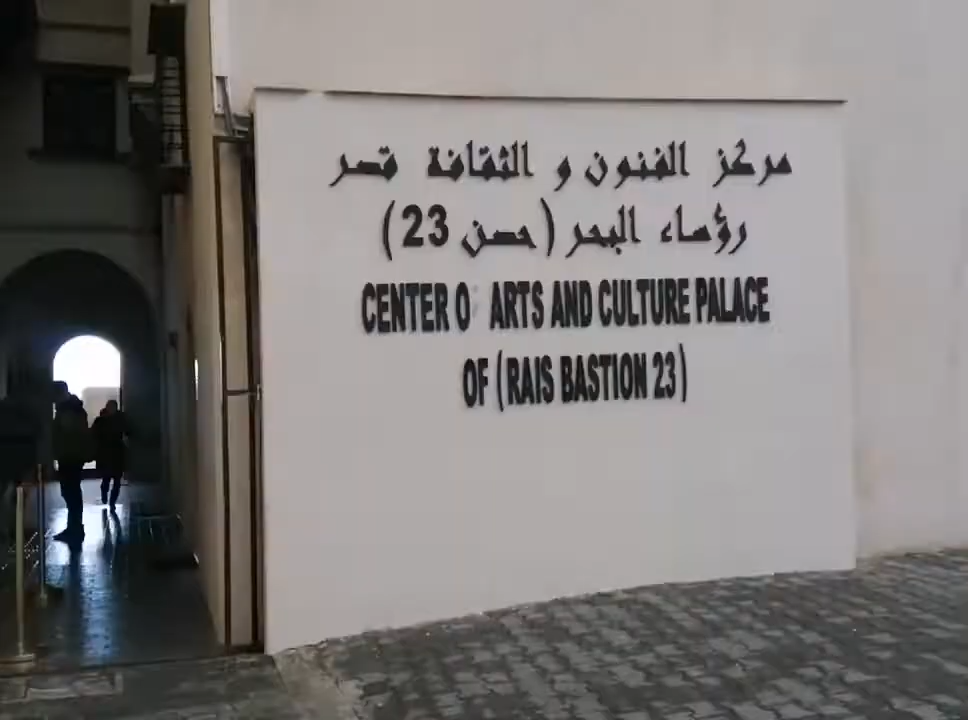 مركز الفنون و الثقافة قصر
رؤساء البحر (حصن 23)
CENTER O ARTS AND CULTURE PALACE
OF (RAIS BASTION 23)